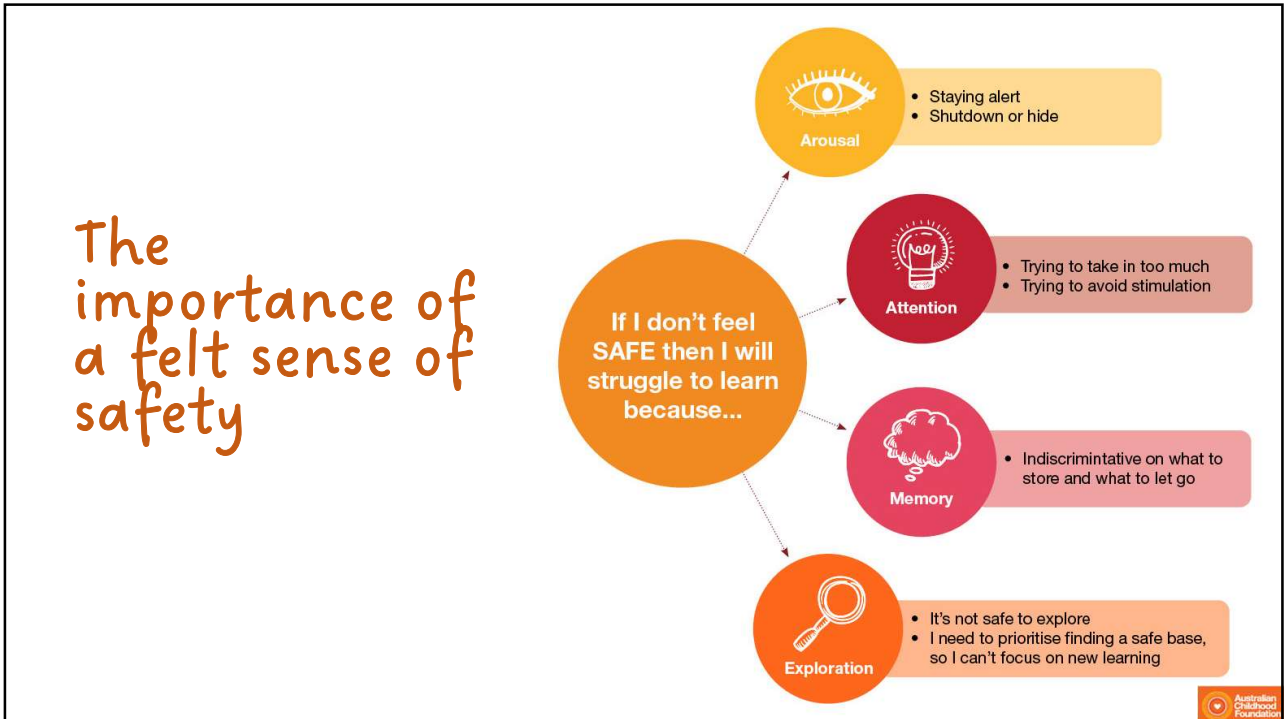 The
importance of
a felt sense of
safety
If I don’t feel
SAFE then I will
struggle to learn
because...
Arousal
• Staying alert
• Shutdown or hide
Attention
• Trying to take in too much
• Trying to avoid stimulation
Memory
• Indiscrimintative on what to
store and what to let go
Exploration
• It’s not safe to explore
• I need to prioritise finding a safe base,
so I can’t focus on new learning
Australian
Childhood
Foundation